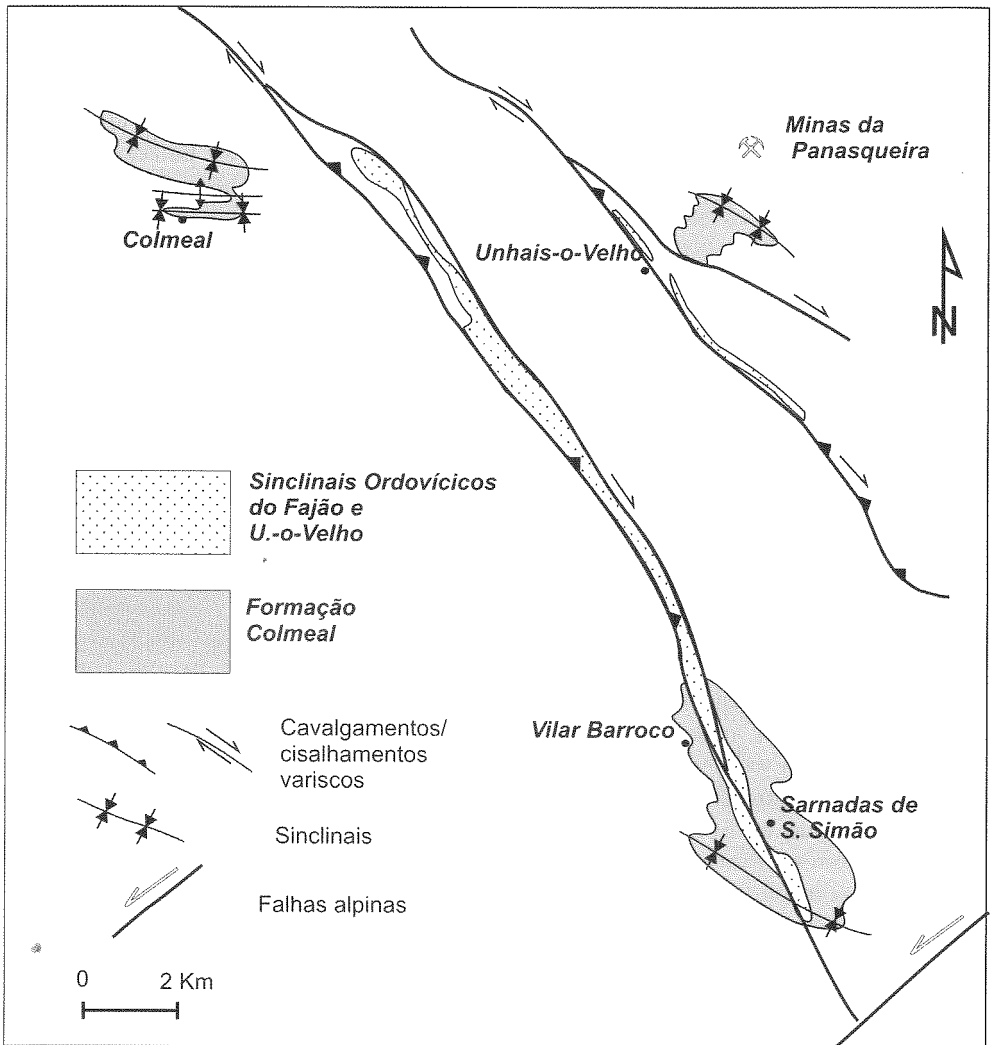 Minas da
Panasqueira
Colmeal
Unhais-o-Velho
N
Sinclinais Ordovícicos
do Fajão e
U.-o-Velho
Formação
Colmeal
Vilar Barroco
Cavalgamentos/
cisalhamentos
variscos
Sarnadas de
S. Simão
Sinclinais
Falhas alpinas
0 2 Km